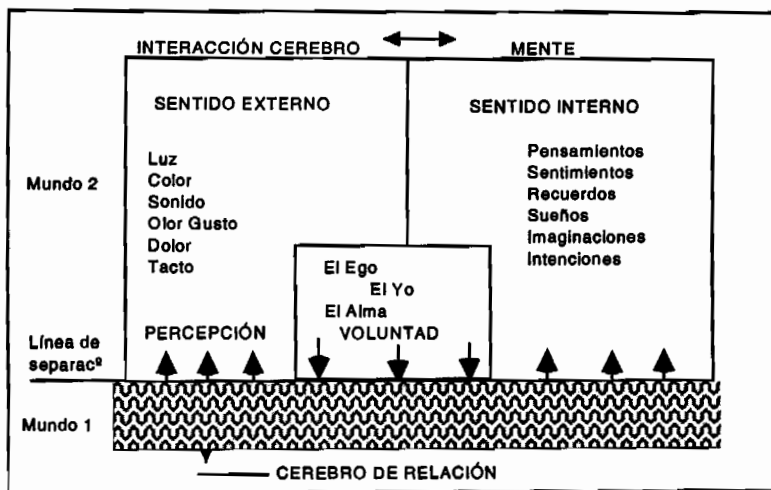 INTERACCIÓN CEREBRO MENTE
SENTIDO EXTERNO
SENTIDO INTERNO
Mundo 2
Luz
Color
Sonido
Olor Gusto
Dolor
Tacto
Pensamientos
Sentimientos
Recuerdos
Sueños
Imaginaciones
Intenciones
El Ego
El Yo
El Alma
PERCEPCIÓN
VOLUNTAD
Línea de
separacº
Mundo 1
CEREBRO DE RELACIÓN